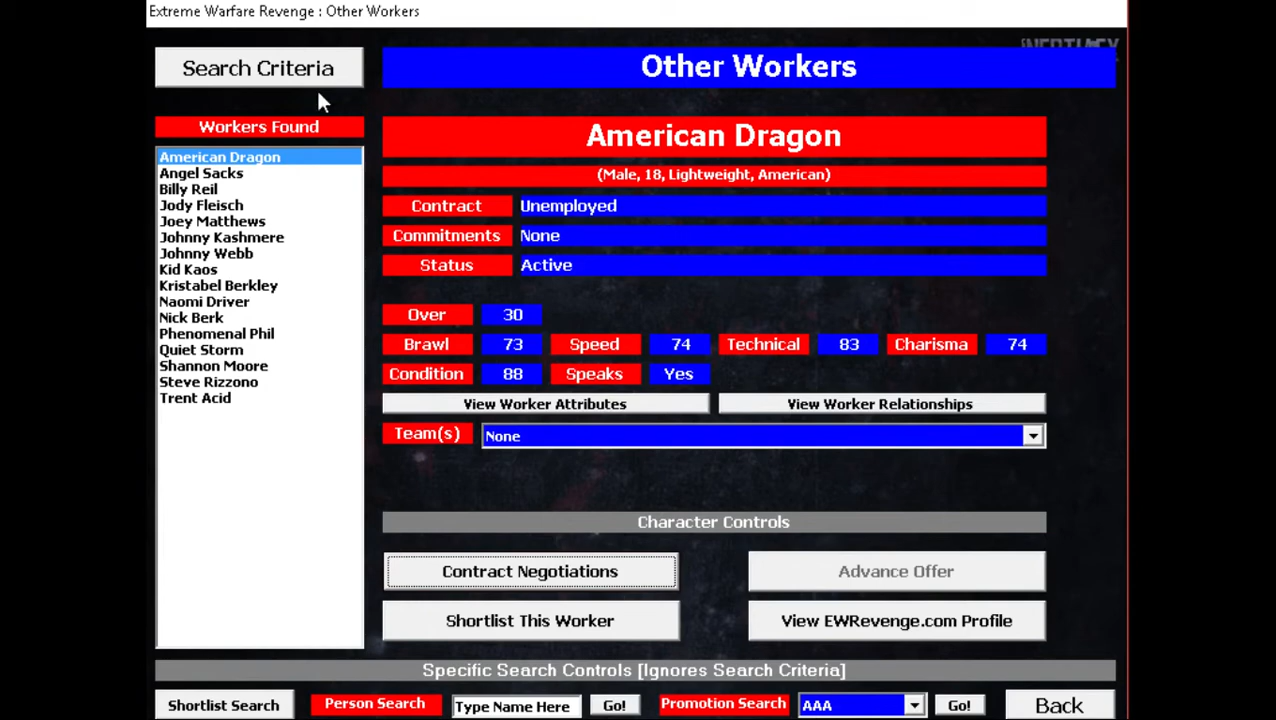 Extreme Warfare Revenge : Other Workers
Search Criteria
Other Workers
Workers Found
American Dragon
Angel Sacks
Billy Reil
Jody Fleisch
Joey Matthews
Johnny Kashmere
Johnny Webb
Kid Kaos
Kristabel Berkley
Naomi Driver
Nick Berk
Phenomenal Phil
Quiet Storm
Shannon Moore
Steve Rizzono
Trent Acid
American Dragon
(Male, 18, Lightweight, American)
Contract Unemployed
Commitments None
Status Active
Over 30
Brawl 73 Speed 74 Technical 83 Charisma 74
Condition 88 Speaks Yes
View Worker Attributes View Worker Relationships
Team(s) None
Character Controls
Contract Negotiations Advance Offer
Shortlist This Worker View EWRevenge.com Profile
Specific Search Controls [Ignores Search Criteria]
Shortlist Search Person Search Type Name Here Go! Promotion Search AAA Go! Back